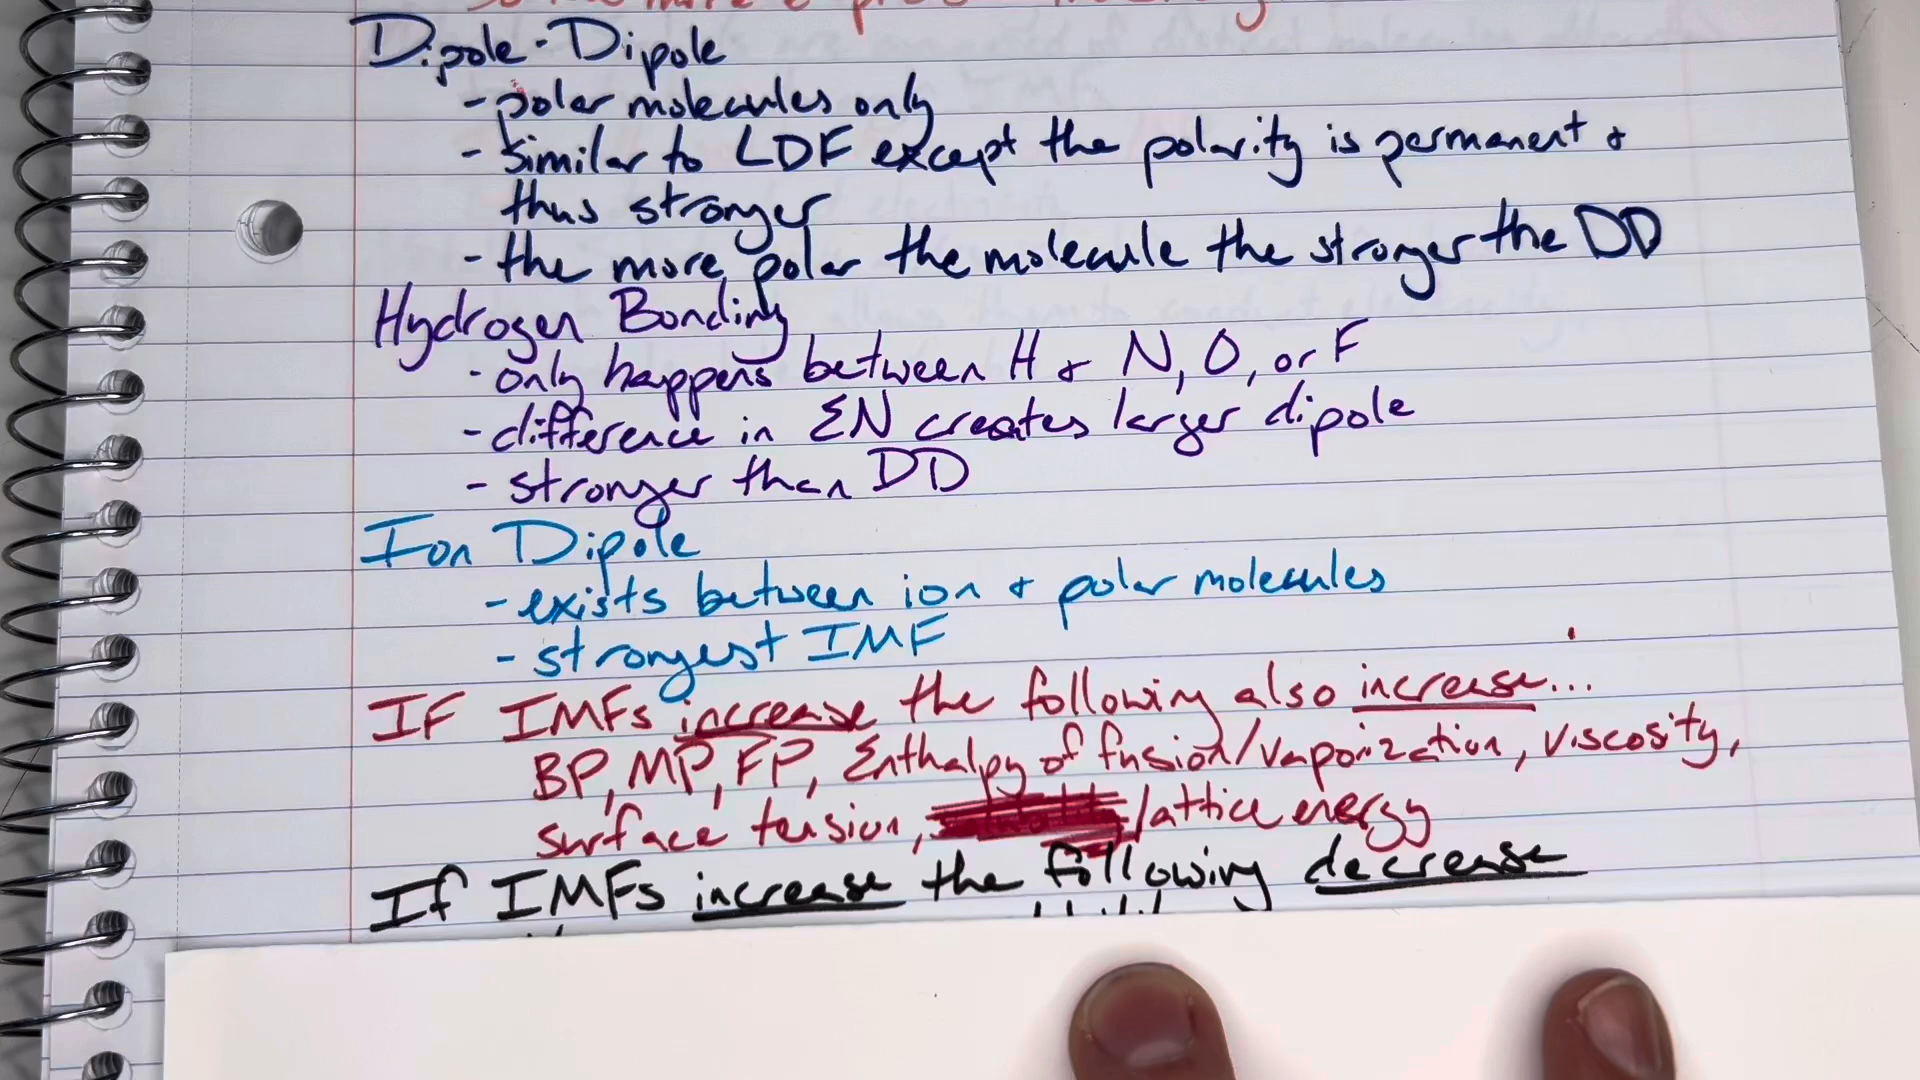 Dipole-Dipole
- polar molecules only
- similar to LDF except the polarity is permanent &
thus stronger
- the more polar the molecule the stronger the DD
Hydrogen Bonding
- only happens between H & N, O, or F
- difference in EN creates larger dipole
- stronger than DD
Ion Dipole
- exists between ion & polar molecules
- strongest IMF
IF IMFs increase the following also increase...
BP, MP, FP, Enthalpy of fusion/vaporization, viscosity,
surface tension, lattice energy
If IMFs increase the following decrease